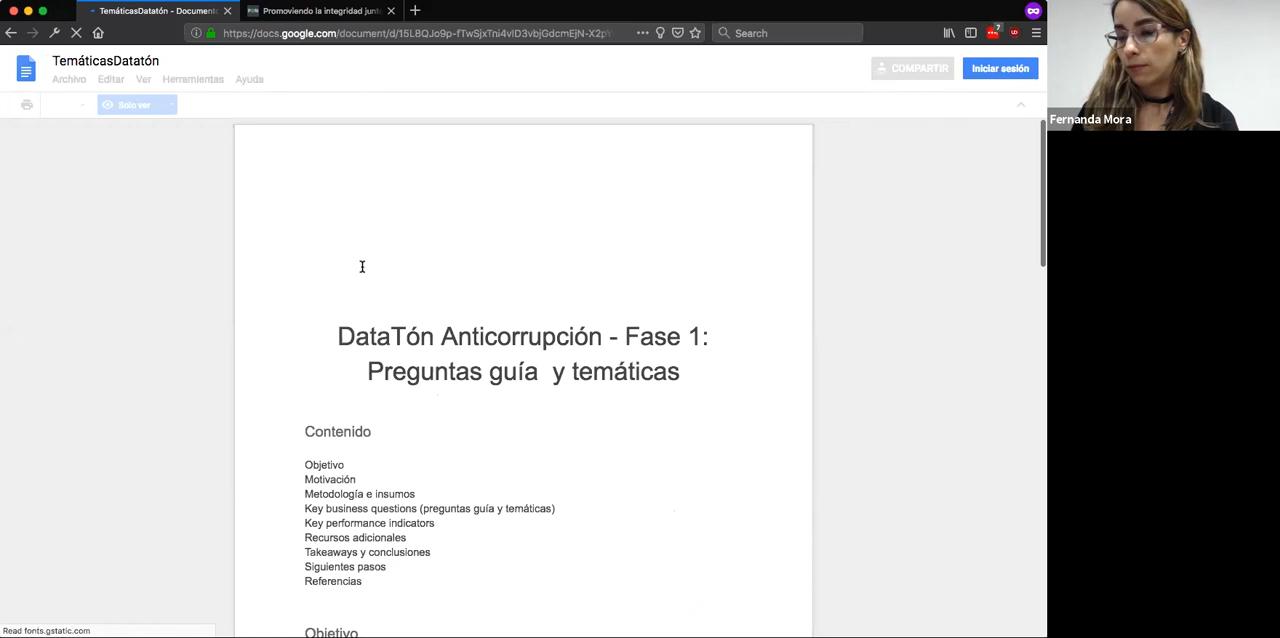 TemáticasDatatón - Documento
Promoviendo la integridad junt
https://docs.google.com/document/d/15L8QJo9p-fTwSjxTni4vlD3vbjGdcmEjN-X2pY
Search
7
TemáticasDatatón
Archivo Editar Ver Herramientas Ayuda
COMPARTIR
Iniciar sesión
Solo ver
Fernanda Mora
DataTón Anticorrupción - Fase 1:
Preguntas guía y temáticas
Contenido
Objetivo
Motivación
Metodología e insumos
Key business questions (preguntas guía y temáticas)
Key performance indicators
Recursos adicionales
Takeaways y conclusiones
Siguientes pasos
Referencias
Objetivo
Read fonts.gstatic.com